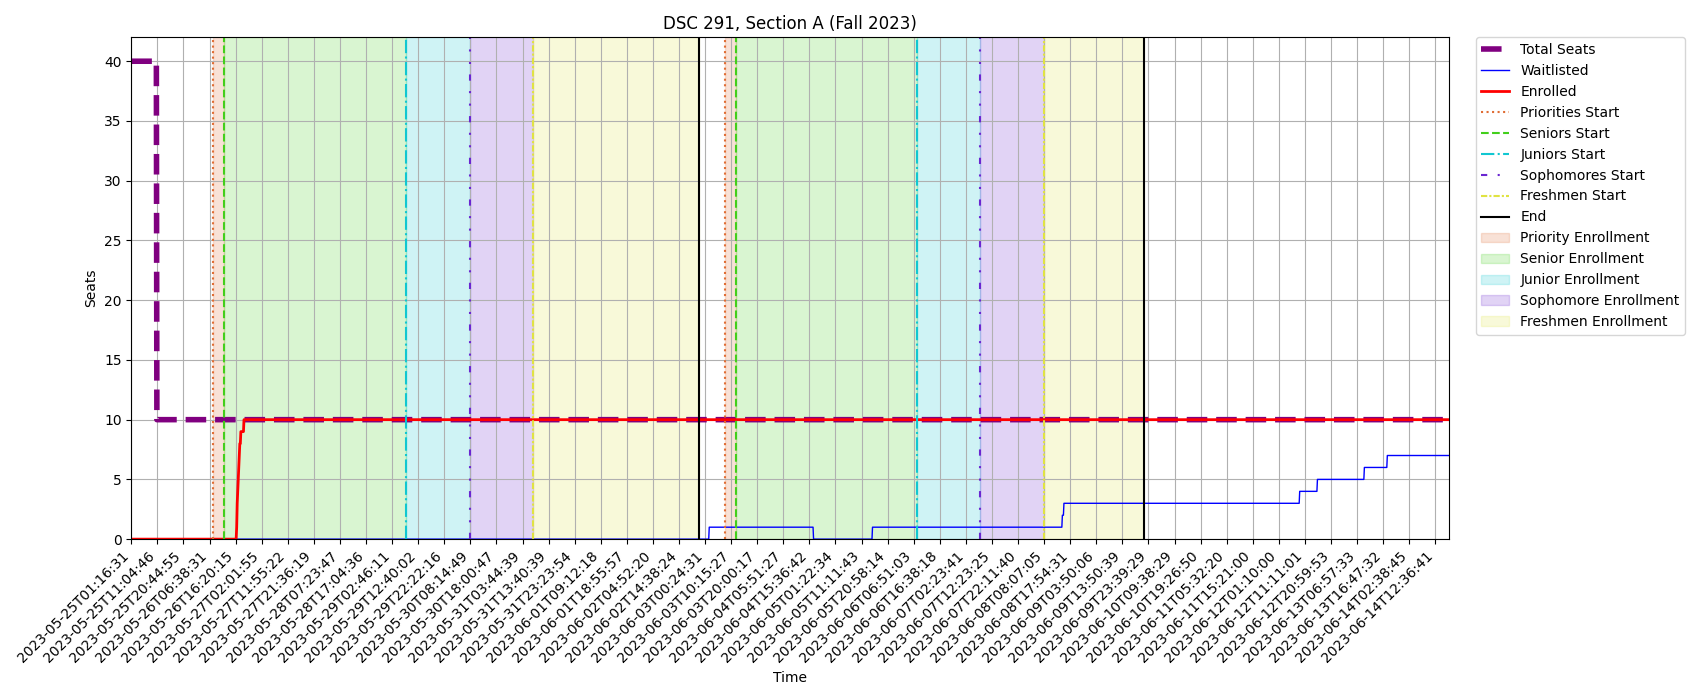 DSC 291, Section A (Fall 2023)
Seats
40
35
30
25
20
15
10
5
0
2023-05-25T01:16:31
2023-05-25T11:04:46
2023-05-25T20:44:55
2023-05-26T06:38:31
2023-05-26T16:20:15
2023-05-27T02:01:55
2023-05-27T11:55:22
2023-05-27T21:36:19
2023-05-28T07:23:47
2023-05-28T17:04:36
2023-05-29T02:46:11
2023-05-29T12:40:02
2023-05-29T22:22:16
2023-05-30T08:14:49
2023-05-30T18:00:47
2023-05-31T03:44:39
2023-05-31T13:40:39
2023-05-31T23:23:54
2023-06-01T09:12:18
2023-06-01T18:55:57
2023-06-02T04:52:20
2023-06-02T14:38:24
2023-06-03T00:24:31
2023-06-03T10:15:27
2023-06-03T20:00:17
2023-06-04T05:51:27
2023-06-04T15:36:42
2023-06-05T01:22:34
2023-06-05T11:11:43
2023-06-05T20:58:14
2023-06-06T06:51:03
2023-06-06T16:38:18
2023-06-07T02:23:41
2023-06-07T12:23:25
2023-06-07T22:11:40
2023-06-08T08:07:05
2023-06-08T17:54:31
2023-06-09T03:50:06
2023-06-09T13:50:39
2023-06-09T23:39:29
2023-06-10T09:38:29
2023-06-10T19:26:50
2023-06-11T05:32:20
2023-06-11T15:21:00
2023-06-12T01:10:00
2023-06-12T11:11:01
2023-06-12T20:59:53
2023-06-13T06:57:33
2023-06-13T16:47:32
2023-06-14T02:38:45
2023-06-14T12:36:41
Time
Total Seats
Waitlisted
Enrolled
Priorities Start
Seniors Start
Juniors Start
Sophomores Start
Freshmen Start
End
Priority Enrollment
Senior Enrollment
Junior Enrollment
Sophomore Enrollment
Freshmen Enrollment